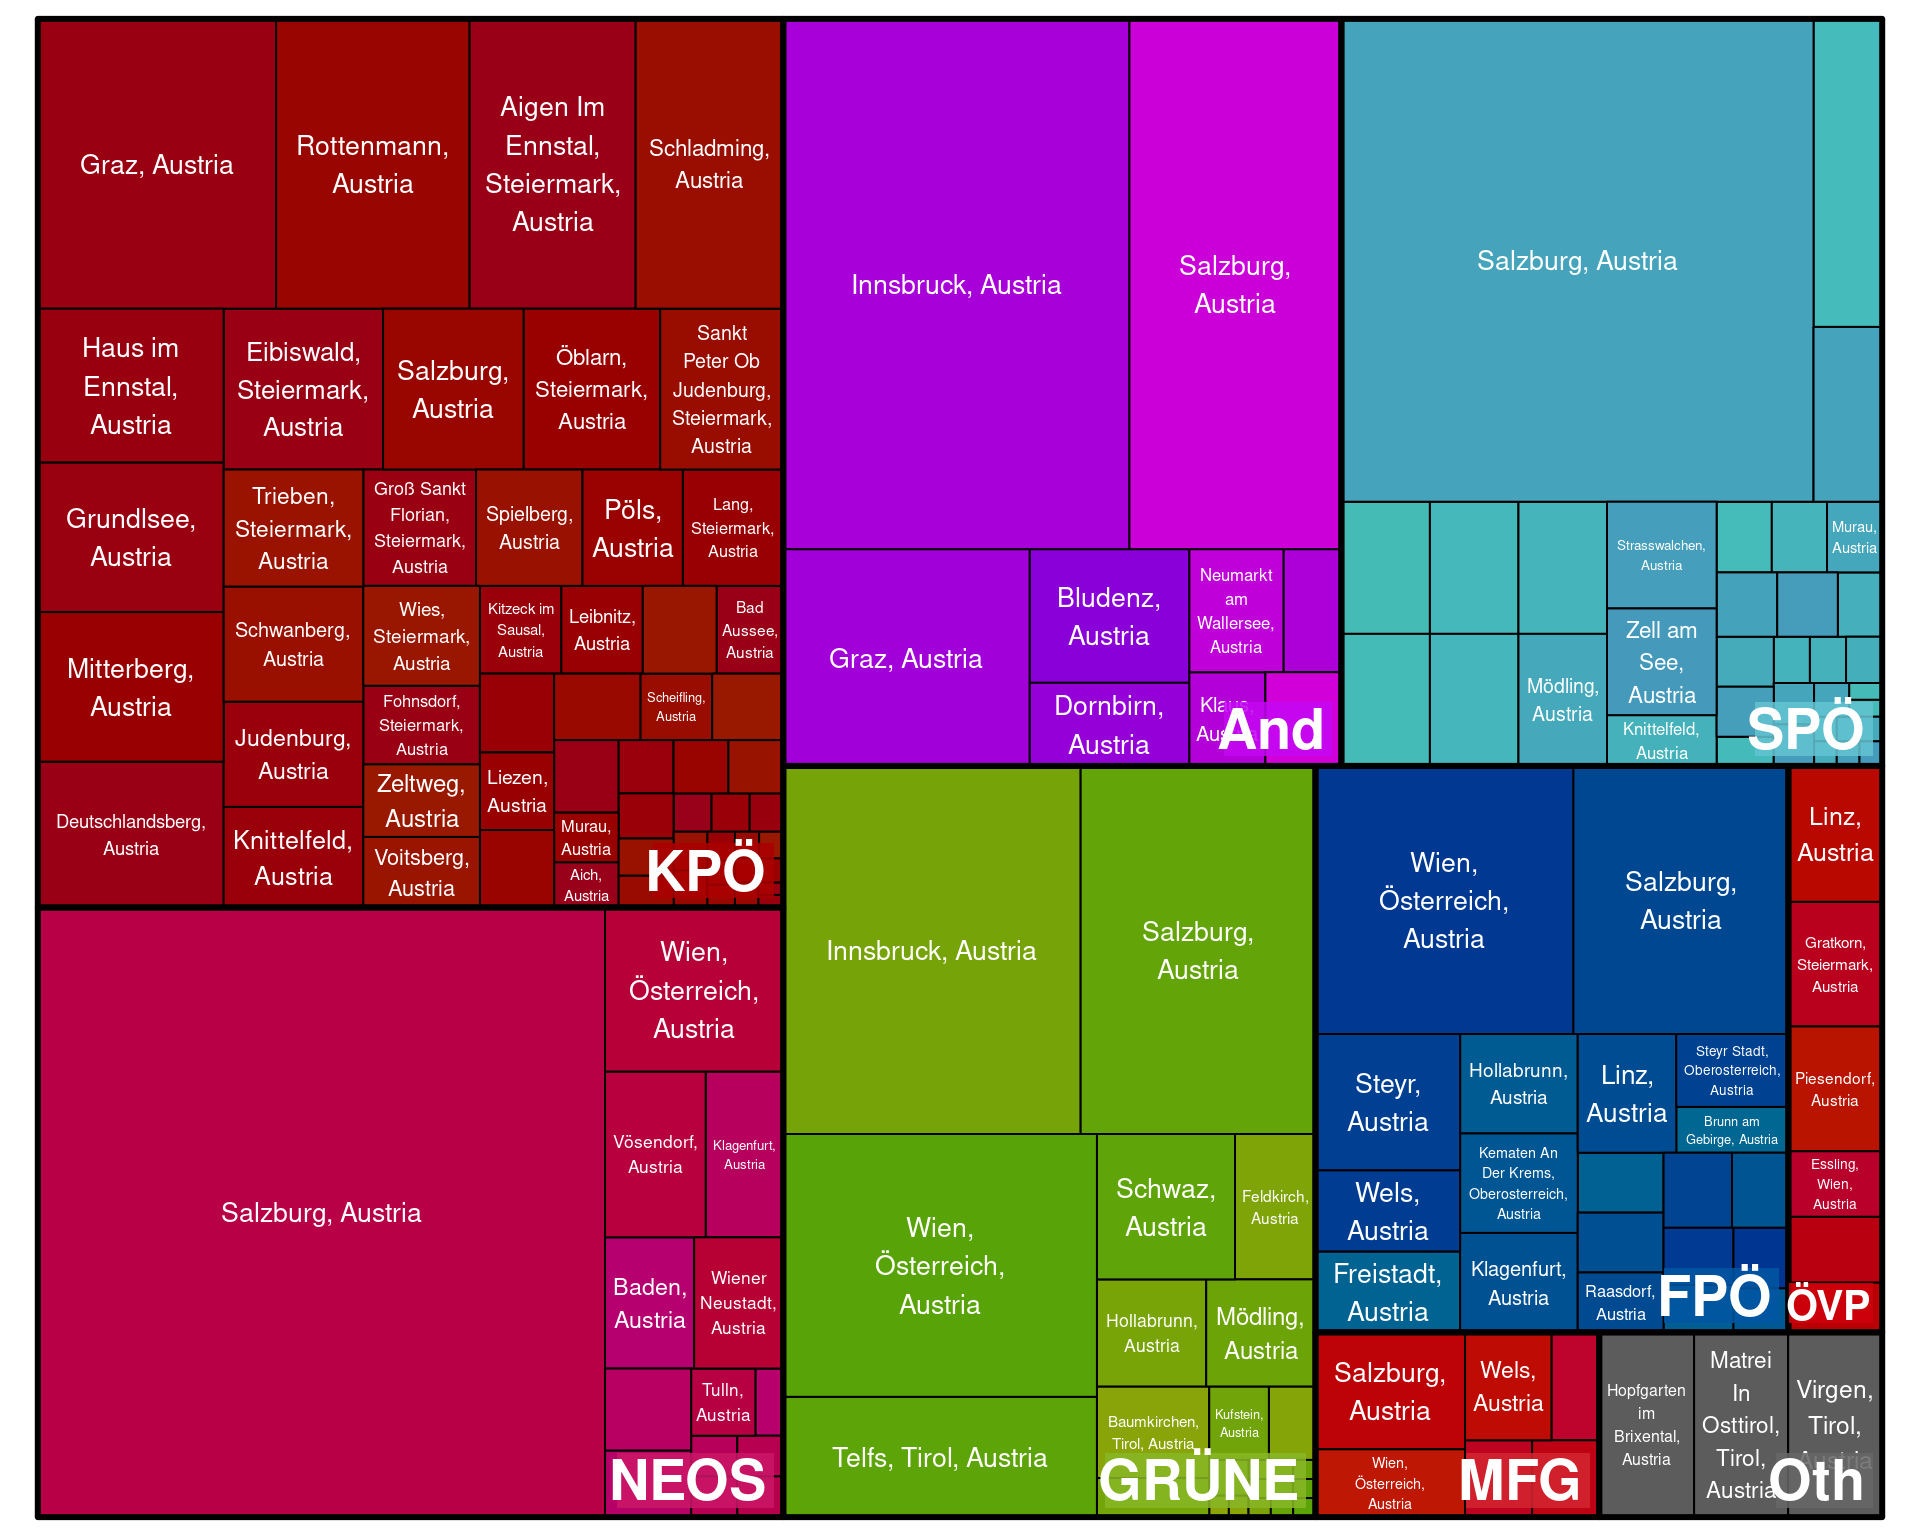 Graz, Austria
Rottenmann,
Austria
Aigen Im
Ennstal,
Steiermark,
Austria
Schladming,
Austria
Haus im
Ennstal,
Austria
Eibiswald,
Steiermark,
Austria
Salzburg,
Austria
Öblarn,
Steiermark,
Austria
Sankt
Peter Ob
Judenburg,
Steiermark,
Austria
Grundlsee,
Austria
Trieben,
Steiermark,
Austria
Groß Sankt
Florian,
Steiermark,
Austria
Spielberg,
Austria
Pöls,
Austria
Lang,
Steiermark,
Austria
Mitterberg,
Austria
Schwanberg,
Austria
Wies,
Steiermark,
Austria
Kitzeck im
Sausal,
Austria
Leibnitz,
Austria
Bad
Aussee,
Austria
Judenburg,
Austria
Fohnsdorf,
Steiermark,
Austria
Scheifling,
Austria
Deutschlandsberg,
Austria
Knittelfeld,
Austria
Zeltweg,
Austria
Voitsberg,
Austria
Liezen,
Austria
Murau,
Austria
Aich,
Austria
KPÖ
Innsbruck, Austria
Salzburg,
Austria
Graz, Austria
Bludenz,
Austria
Dornbirn,
Austria
Neumarkt
am
Wallersee,
Austria
Klaus,
Austria
And
Salzburg, Austria
Strasswalchen,
Austria
Murau,
Austria
Mödling,
Austria
Zell am
See,
Austria
Knittelfeld,
Austria
SPÖ
Salzburg, Austria
Wien,
Österreich,
Austria
Vösendorf,
Austria
Klagenfurt,
Austria
Baden,
Austria
Wiener
Neustadt,
Austria
Tulln,
Austria
NEOS
Innsbruck, Austria
Salzburg,
Austria
Wien,
Österreich,
Austria
Telfs, Tirol, Austria
Schwaz,
Austria
Feldkirch,
Austria
Hollabrunn,
Austria
Mödling,
Austria
Baumkirchen,
Tirol, Austria
Kufstein,
Austria
GRÜNE
Wien,
Österreich,
Austria
Salzburg,
Austria
Steyr,
Austria
Wels,
Austria
Freistadt,
Austria
Hollabrunn,
Austria
Kematen An
Der Krems,
Oberosterreich,
Austria
Klagenfurt,
Austria
Linz,
Austria
Steyr Stadt,
Oberosterreich,
Austria
Brunn am
Gebirge, Austria
Raasdorf,
Austria
FPÖ
Linz,
Austria
Gratkorn,
Steiermark,
Austria
Piesendorf,
Austria
Essling,
Wien,
Austria
ÖVP
Salzburg,
Austria
Wien,
Österreich,
Austria
Wels,
Austria
MFG
Hopfgarten
im
Brixental,
Austria
Matrei
In
Osttirol,
Tirol,
Austria
Virgen,
Tirol,
Austria
Oth